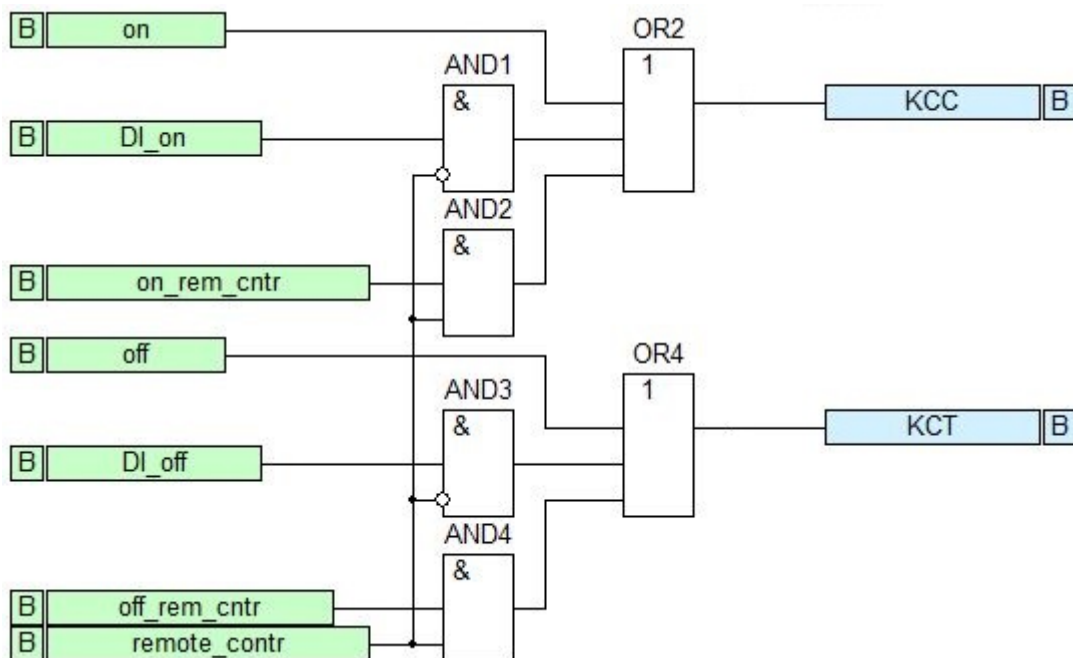 B on
OR2
1
AND1
&
KCC B
B DI_on
AND2
&
B on_rem_cntr
B off
OR4
1
AND3
&
KCT B
B DI_off
AND4
&
B off_rem_cntr
B remote_contr